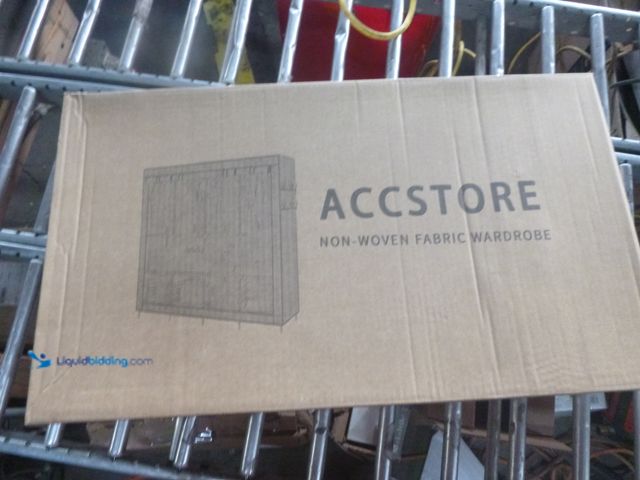 ACCSTORE
NON-WOVEN FABRIC WARDROBE
Liquidbidding.com